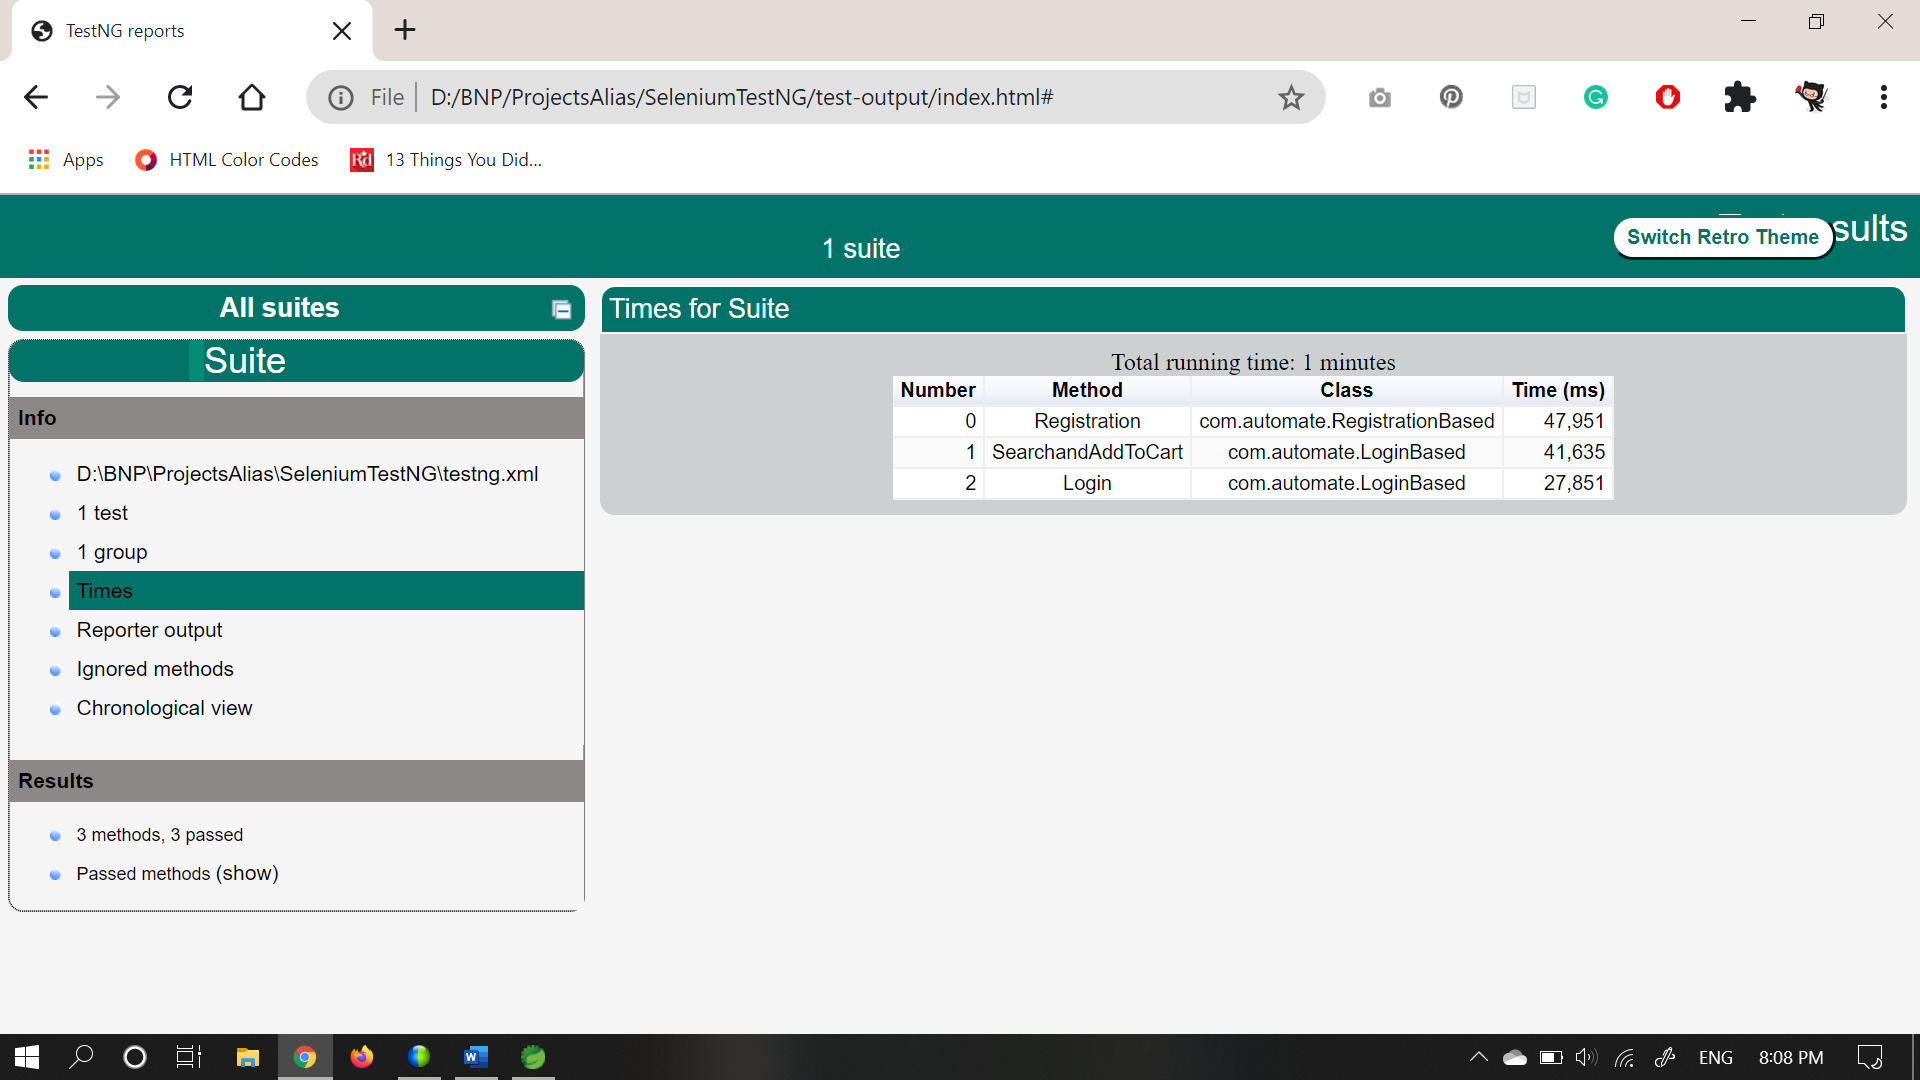 TestNG reports
File D:/BNP/ProjectsAlias/SeleniumTestNG/test-output/index.html#
Apps HTML Color Codes 13 Things You Did...
1 suite
Switch Retro Theme
All suites
Suite
Info
D:\BNP\ProjectsAlias\SeleniumTestNG\testng.xml
1 test
1 group
Times
Reporter output
Ignored methods
Chronological view
Results
3 methods, 3 passed
Passed methods (show)
Times for Suite
Total running time: 1 minutes
Number Method Class Time (ms)
0 Registration com.automate.RegistrationBased 47,951
1 SearchandAddToCart com.automate.LoginBased 41,635
2 Login com.automate.LoginBased 27,851
ENG 8:08 PM